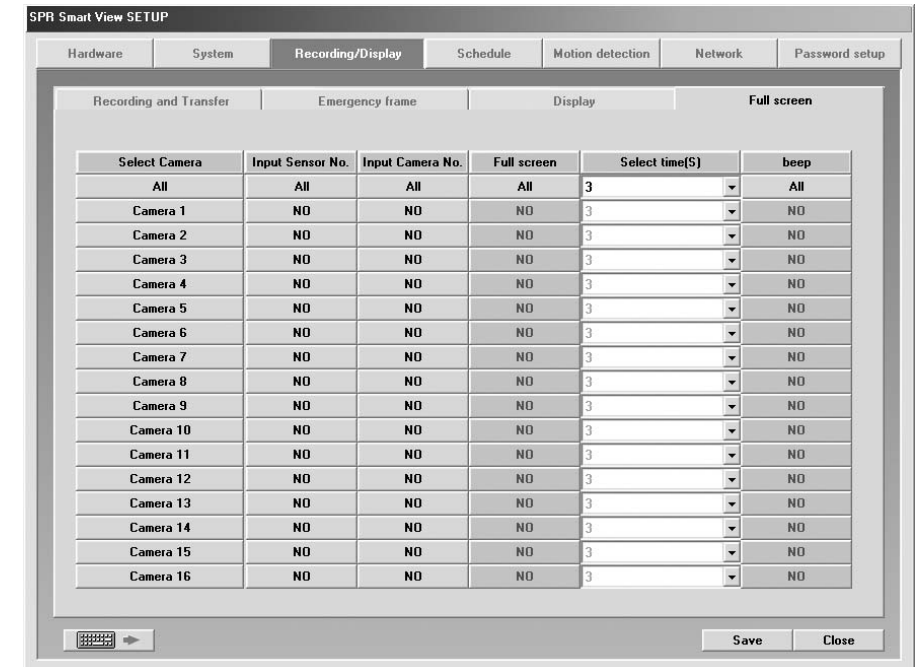 SPR Smart View SETUP
Hardware System Recording/Display Schedule Motion detection Network Password setup
Recording and Transfer Emergency frame Display Full screen
Select Camera Input Sensor No. Input Camera No. Full screen Select time(S) beep
All All All All 3 All
Camera 1 NO NO NO 3 NO
Camera 2 NO NO NO 3 NO
Camera 3 NO NO NO 3 NO
Camera 4 NO NO NO 3 NO
Camera 5 NO NO NO 3 NO
Camera 6 NO NO NO 3 NO
Camera 7 NO NO NO 3 NO
Camera 8 NO NO NO 3 NO
Camera 9 NO NO NO 3 NO
Camera 10 NO NO NO 3 NO
Camera 11 NO NO NO 3 NO
Camera 12 NO NO NO 3 NO
Camera 13 NO NO NO 3 NO
Camera 14 NO NO NO 3 NO
Camera 15 NO NO NO 3 NO
Camera 16 NO NO NO 3 NO
Save Close